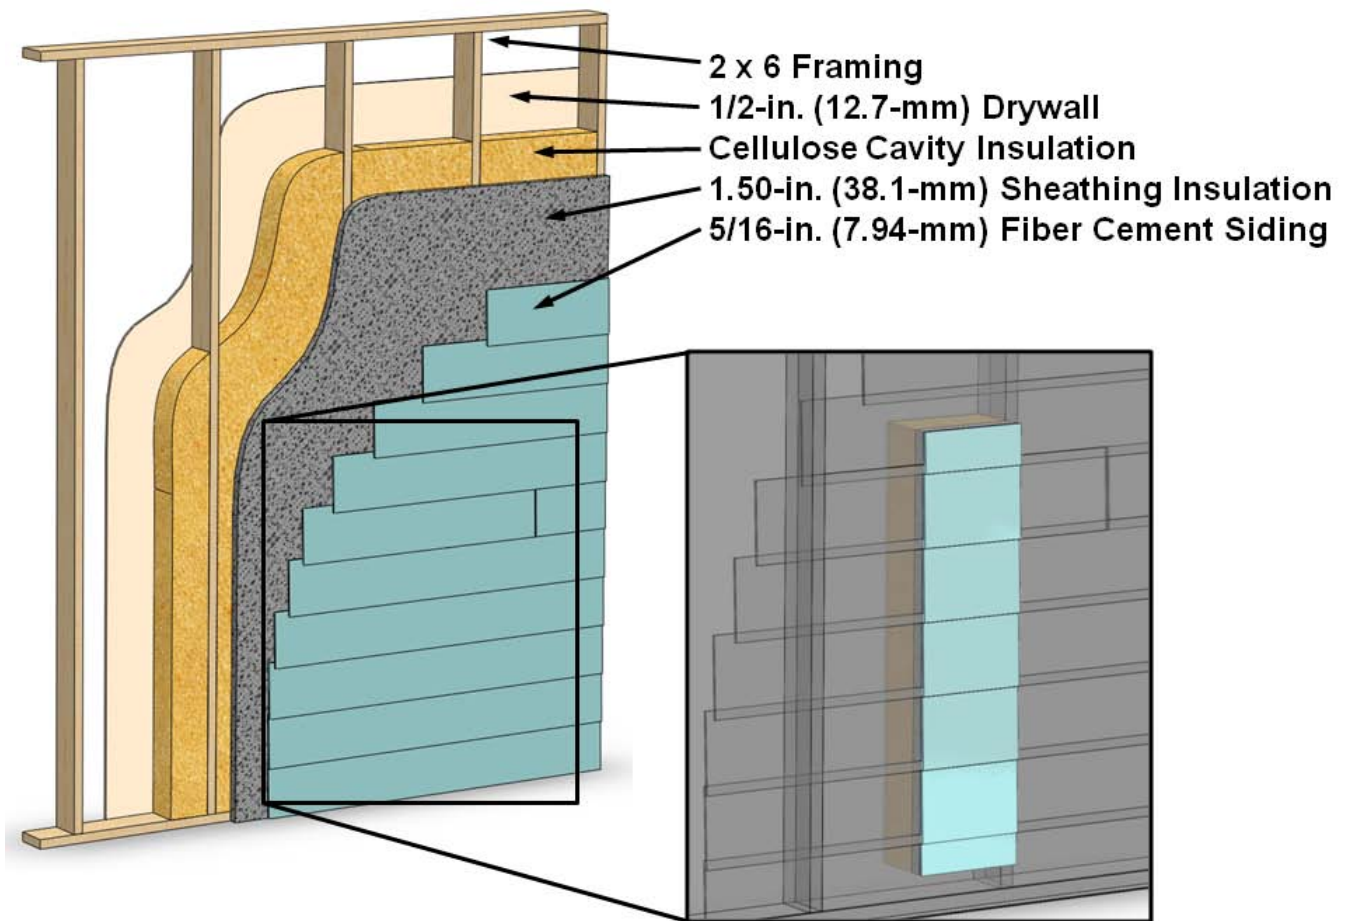 2 x 6 Framing
1/2-in. (12.7-mm) Drywall
Cellulose Cavity Insulation
1.50-in. (38.1-mm) Sheathing Insulation
5/16-in. (7.94-mm) Fiber Cement Siding